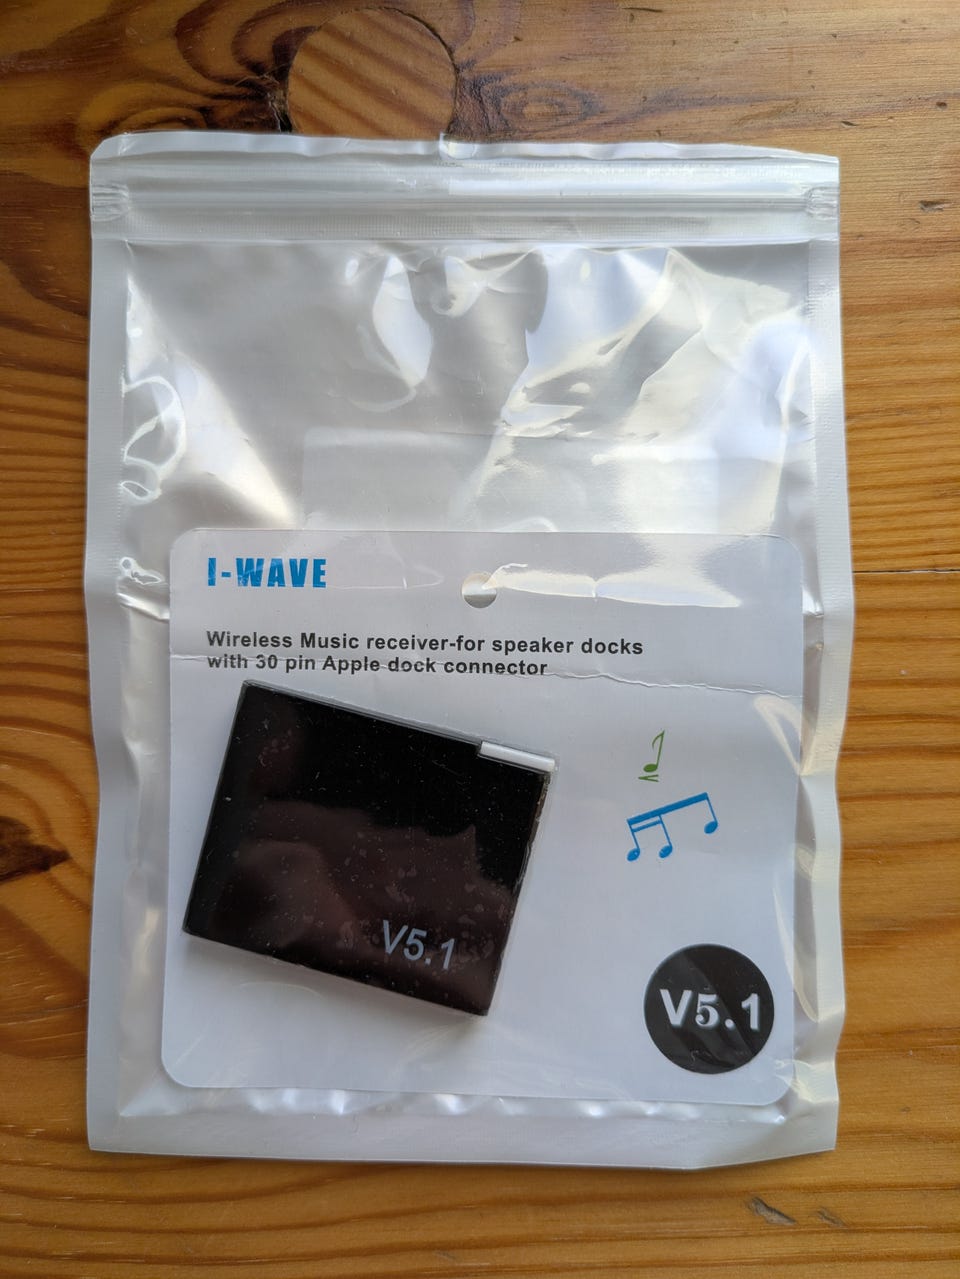 I-WAVE
Wireless Music receiver-for speaker docks
with 30 pin Apple dock connector
V5.1
V5.1